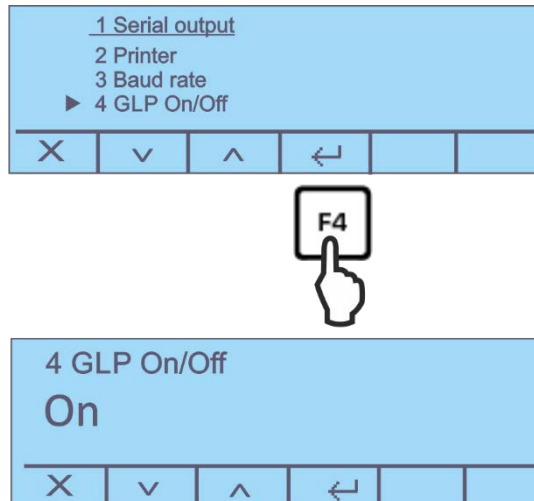 1 Serial output
2 Printer
3 Baud rate
4 GLP On/Off
F4
4 GLP On/Off
On